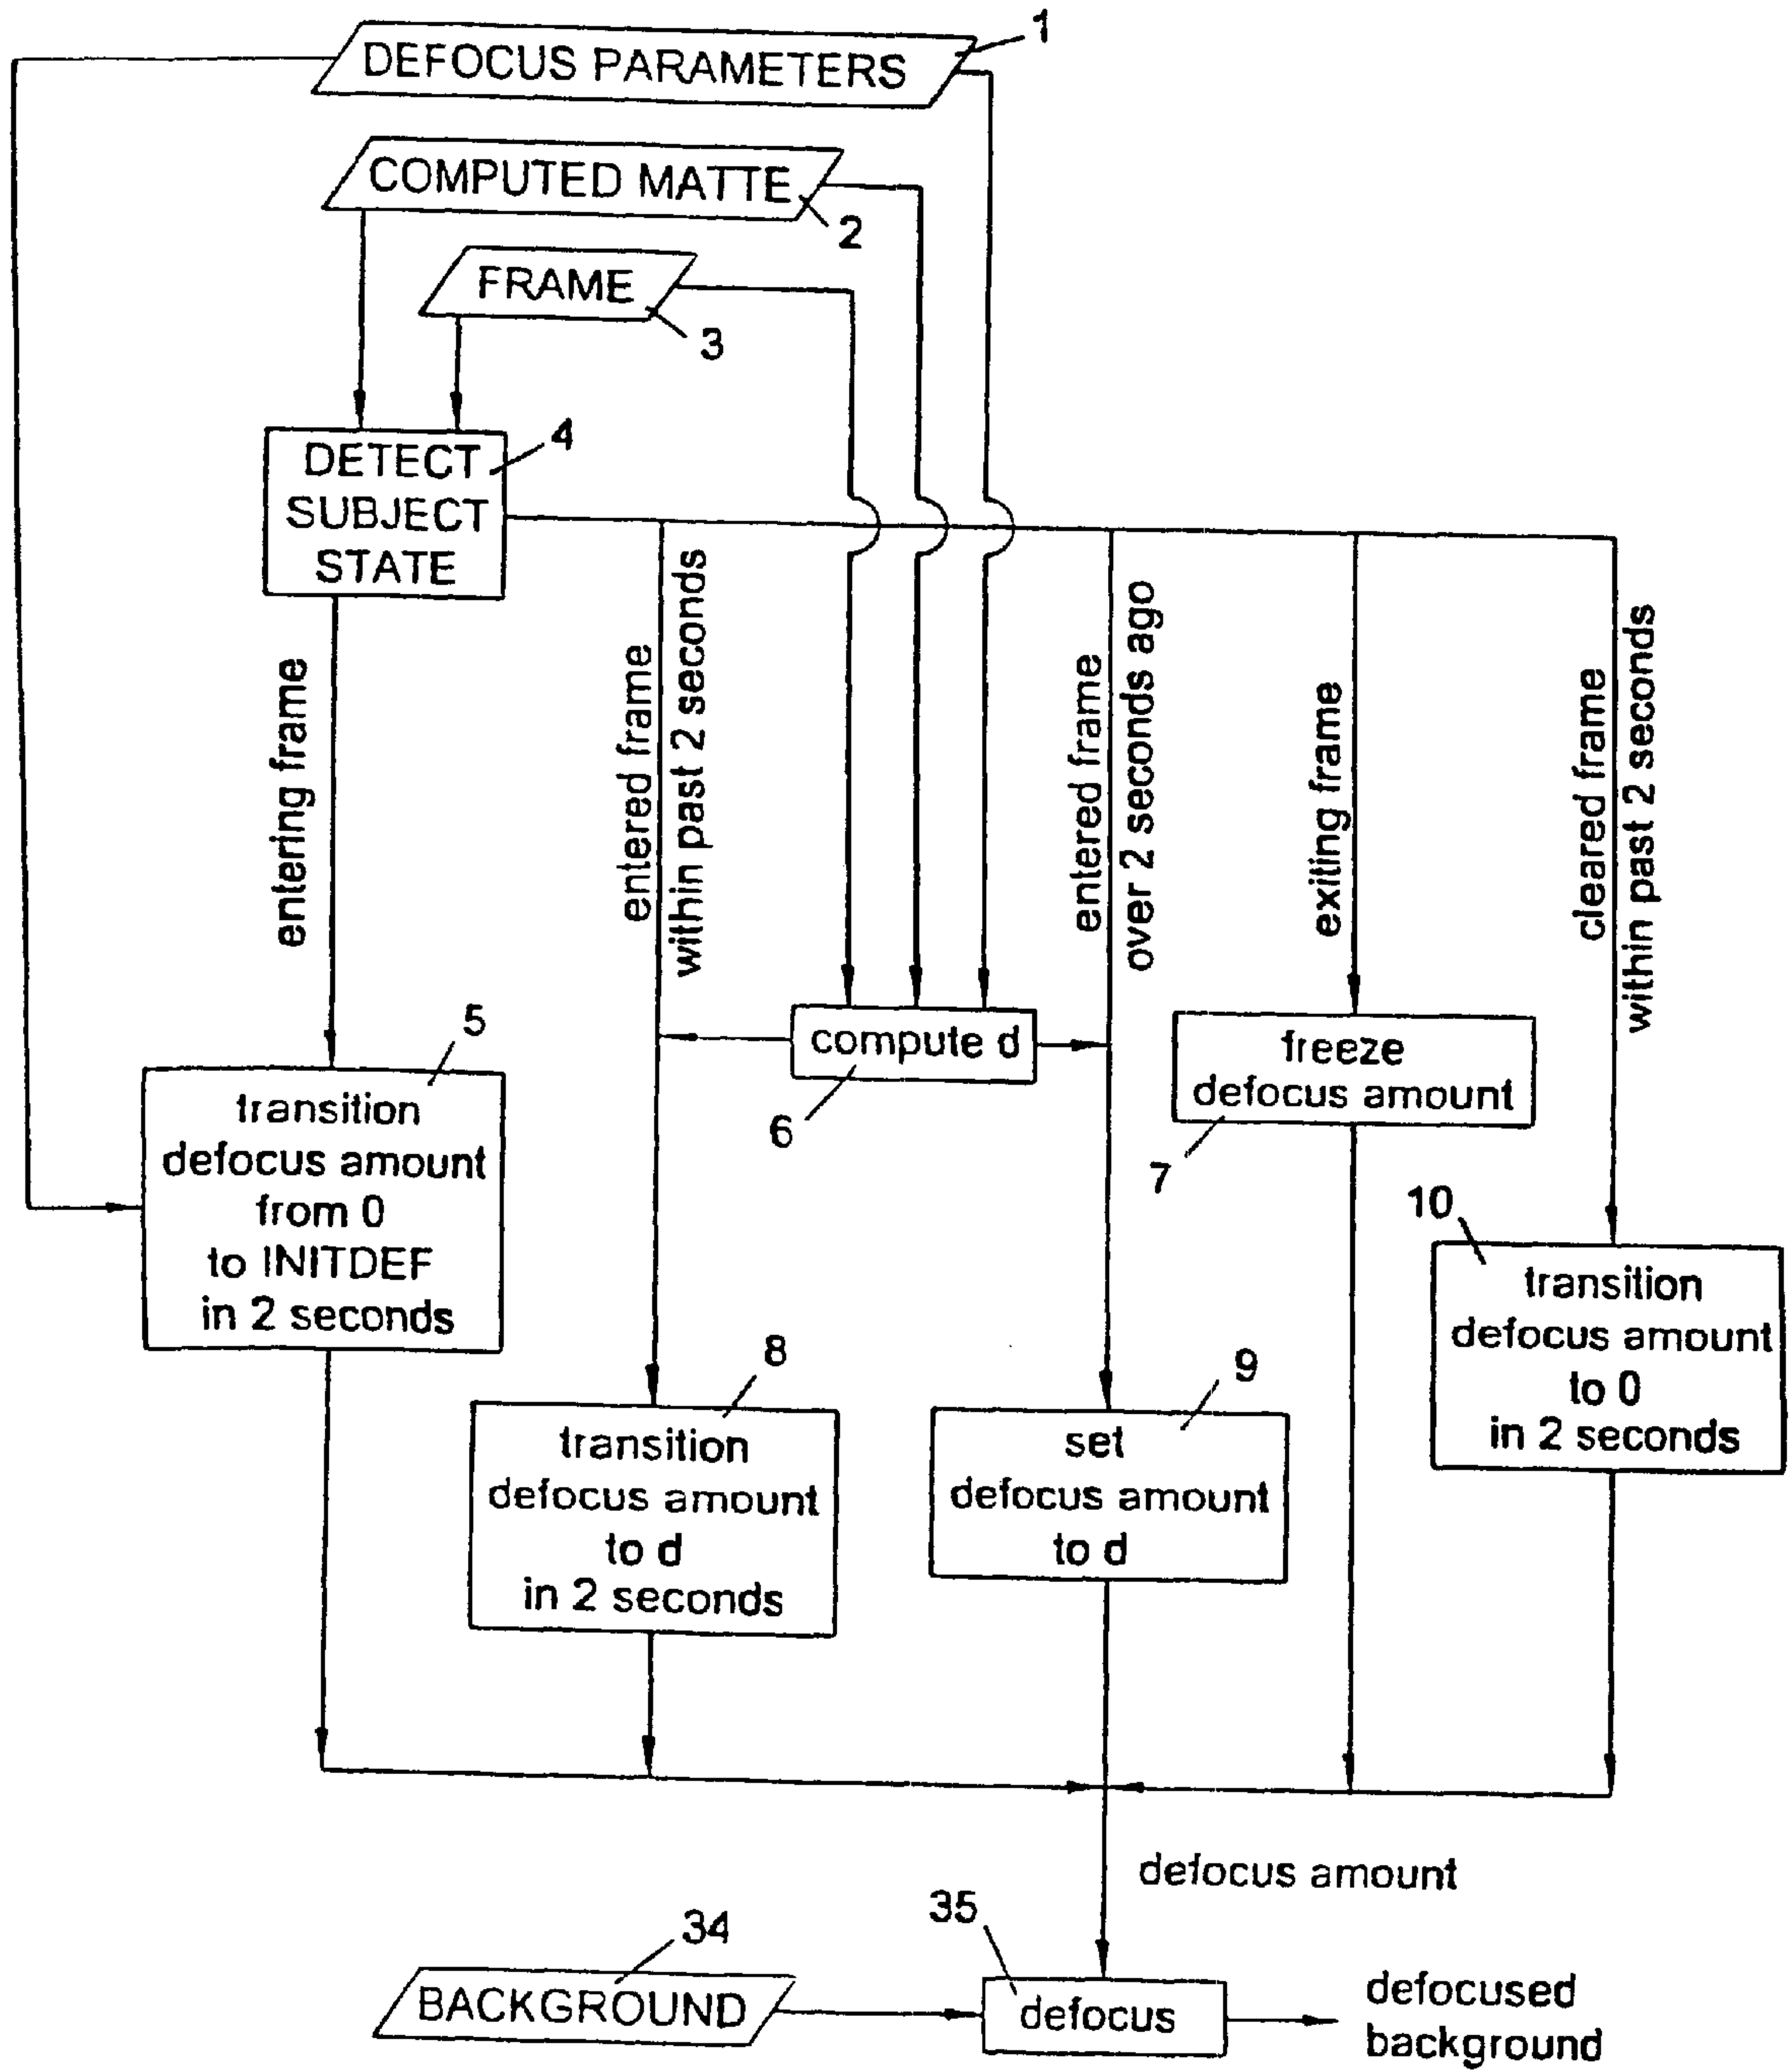 1
DEFOCUS PARAMETERS
COMPUTED MATTE
2
FRAME
3
4
DETECT
SUBJECT
STATE
entering frame
entered frame
within past 2 seconds
entered frame
over 2 seconds ago
exiting frame
cleared frame
within past 2 seconds
5
transition
defocus amount
from 0
to INITDEF
in 2 seconds
compute d
6
freeze
defocus amount
7
10
transition
defocus amount
to 0
in 2 seconds
8
transition
defocus amount
to d
in 2 seconds
9
set
defocus amount
to d
defocus amount
34
BACKGROUND
35
defocus
defocused
background